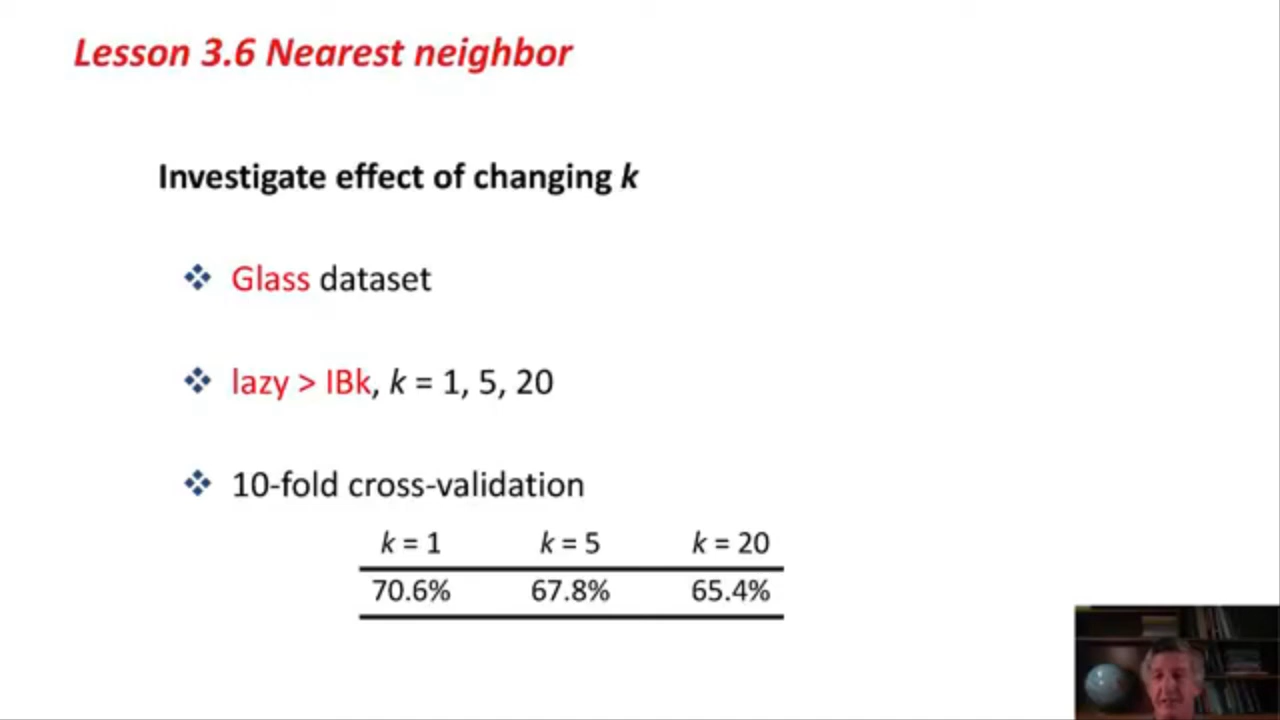 Lesson 3.6 Nearest neighbor
Investigate effect of changing k
Glass dataset
lazy > IBk, k = 1, 5, 20
10-fold cross-validation
k = 1 k = 5 k = 20
70.6% 67.8% 65.4%